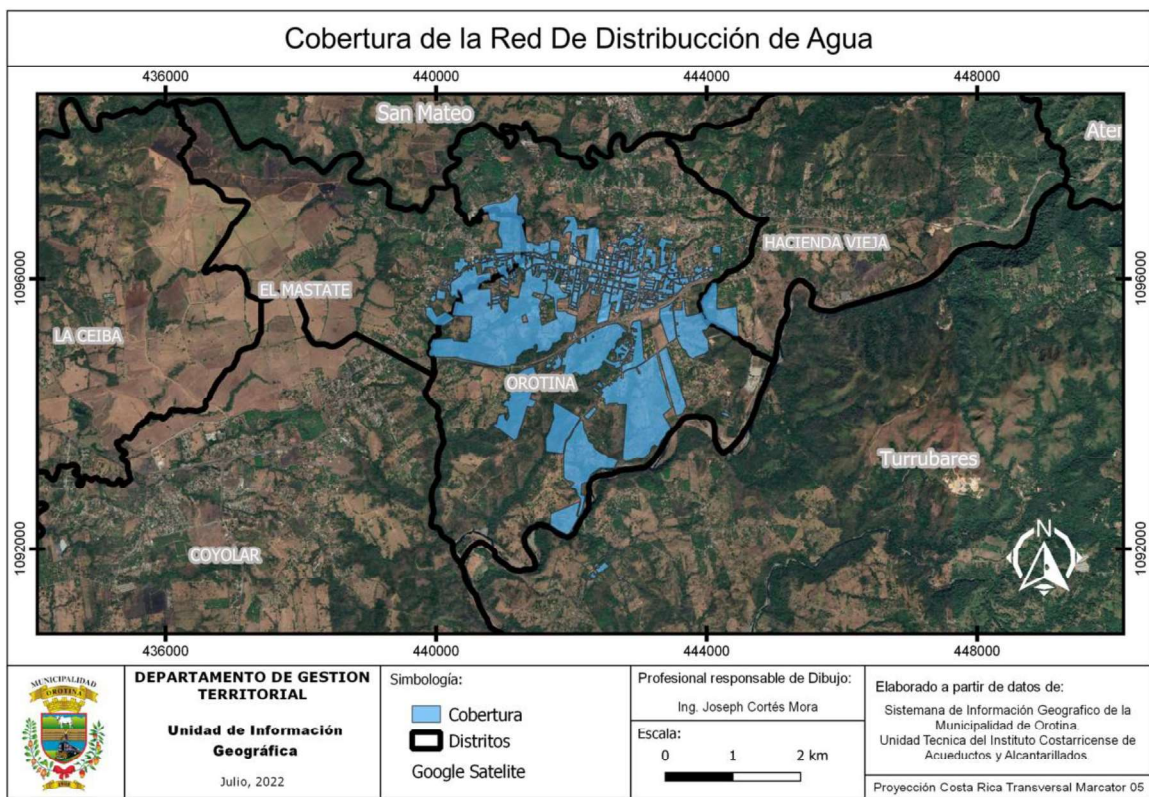 Cobertura de la Red De Distribucción de Agua
436000
440000
444000
448000
San Mateo
HACIENDA VIEJA
1096000
1096000
EL MASTATE
LA CEIBA
OROTINA
Turrubares
COYOLAR
1092000
1092000
N
436000
440000
444000
448000
MUNICIPALIDAD
OROTINA
DEPARTAMENTO DE GESTION
TERRITORIAL
Unidad de Información
Geográfica
Julio, 2022
Simbología:
Cobertura
Distritos
Google Satelite
Profesional responsable de Dibujo:
Ing. Joseph Cortés Mora
Escala:
0 1 2 km
Elaborado a partir de datos de:
Sistemana de Información Geografico de la
Municipalidad de Orotina.
Unidad Tecnica del Instituto Costarricense de
Acueductos y Alcantarillados.
Proyección Costa Rica Transversal Marcator 05